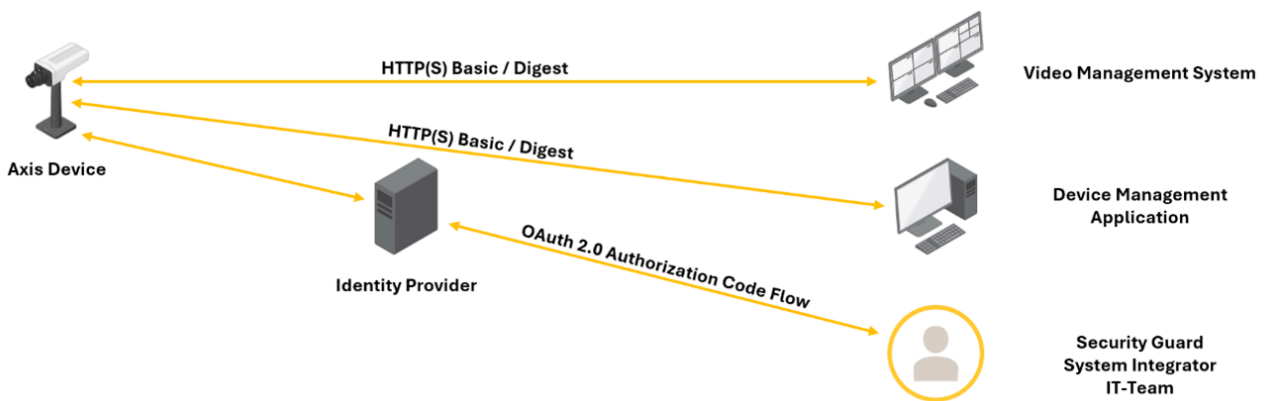 HTTP(S) Basic / Digest
Video Management System
HTTP(S) Basic / Digest
Axis Device
Device Management
Application
OAuth 2.0 Authorization Code Flow
Identity Provider
Security Guard
System Integrator
IT-Team